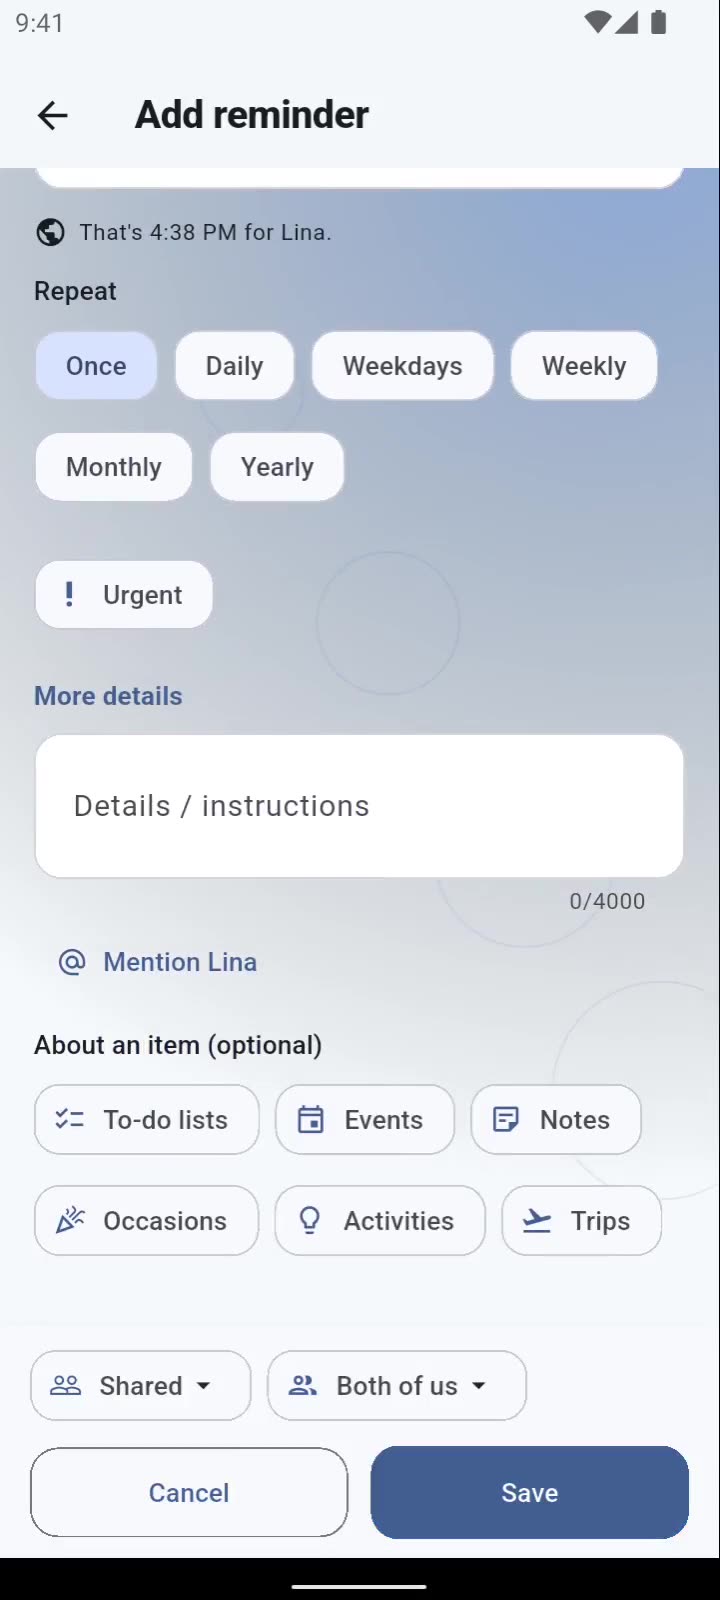 9:41
Add reminder
That's 4:38 PM for Lina.
Repeat
Once Daily Weekdays Weekly
Monthly Yearly
Urgent
More details
Details / instructions
0/4000
Mention Lina
About an item (optional)
To-do lists Events Notes
Occasions Activities Trips
Shared Both of us
Cancel Save